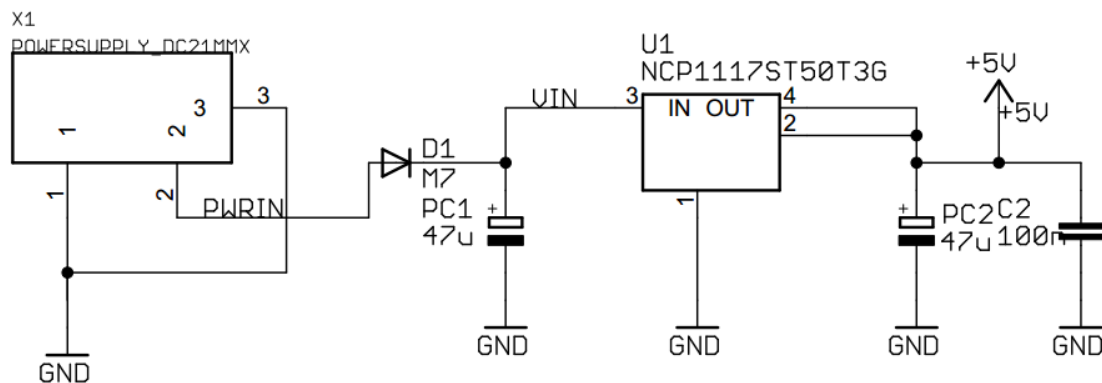 X1
POWERSUPPLY_DC21MMX
3
3
1
2
1
2
PWRIN
D1
M7
VIN
PC1
+
47u
U1
NCP1117ST50T3G
3
IN OUT
4
2
1
+5V
+5V
+
PC2
47u
C2
100n
GND
GND
GND
GND
GND